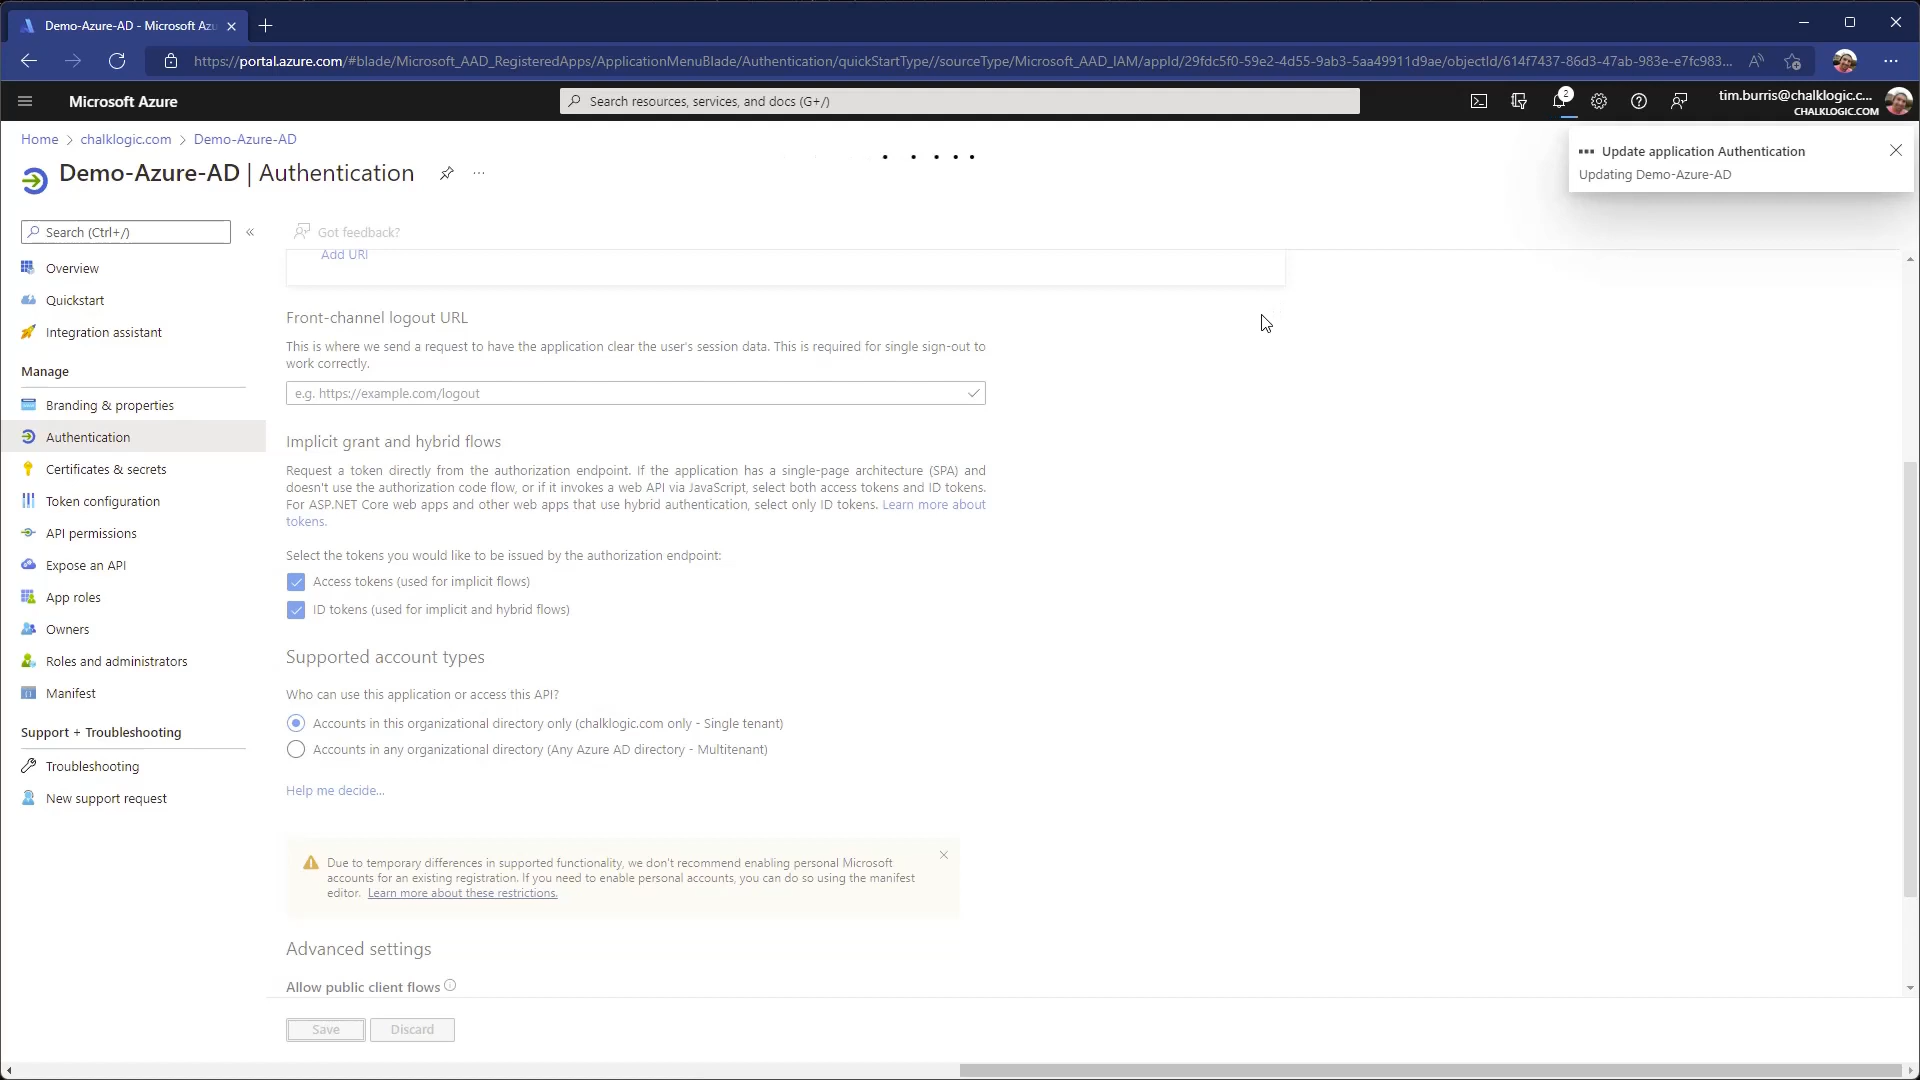 Demo-Azure-AD - Microsoft Azu
https://portal.azure.com/#blade/Microsoft_AAD_RegisteredApps/ApplicationMenuBlade/Authentication/quickStartType//sourceType/Microsoft_AAD_IAM/appId/29fdc5f0-59e2-4d55-9ab3-5aa49911d9ae/objectId/614f7437-86d3-47ab-983e-e7fc983...
Microsoft Azure
Search resources, services, and docs (G+/)
2
tim.burris@chalklogic.c...
CHALKLOGIC.COM
Home > chalklogic.com > Demo-Azure-AD
Demo-Azure-AD | Authentication
Update application Authentication
Updating Demo-Azure-AD
Search (Ctrl+/)
Got feedback?
Overview
Quickstart
Integration assistant
Manage
Branding & properties
Authentication
Certificates & secrets
Token configuration
API permissions
Expose an API
App roles
Owners
Roles and administrators
Manifest
Support + Troubleshooting
Troubleshooting
New support request
Add URI
Front-channel logout URL
This is where we send a request to have the application clear the user's session data. This is required for single sign-out to
work correctly.
e.g. https://example.com/logout
Implicit grant and hybrid flows
Request a token directly from the authorization endpoint. If the application has a single-page architecture (SPA) and
doesn't use the authorization code flow, or if it invokes a web API via JavaScript, select both access tokens and ID tokens.
For ASP.NET Core web apps and other web apps that use hybrid authentication, select only ID tokens. Learn more about
tokens.
Select the tokens you would like to be issued by the authorization endpoint:
Access tokens (used for implicit flows)
ID tokens (used for implicit and hybrid flows)
Supported account types
Who can use this application or access this API?
Accounts in this organizational directory only (chalklogic.com only - Single tenant)
Accounts in any organizational directory (Any Azure AD directory - Multitenant)
Help me decide...
Due to temporary differences in supported functionality, we don't recommend enabling personal Microsoft
accounts for an existing registration. If you need to enable personal accounts, you can do so using the manifest
editor. Learn more about these restrictions.
Advanced settings
Allow public client flows
Save
Discard